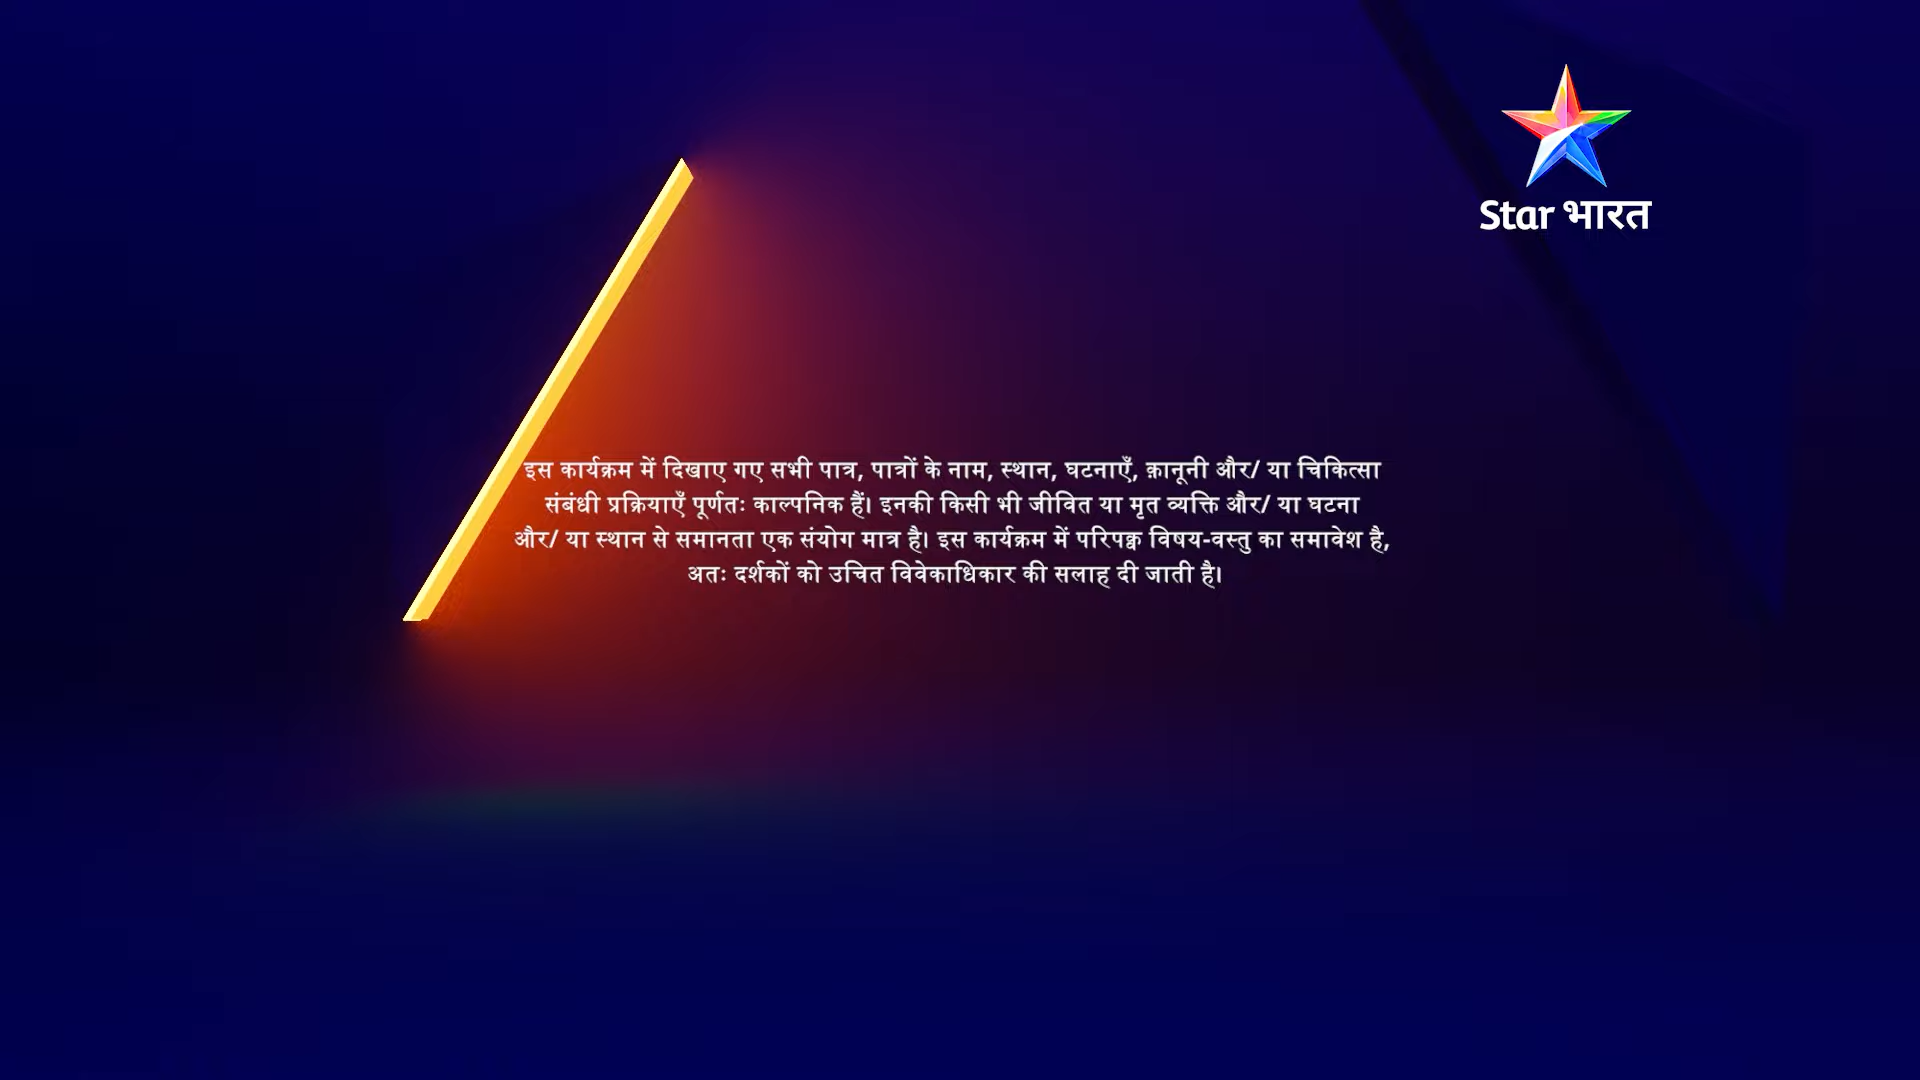 Star भारत
इस कार्यक्रम में दिखाए गए सभी पात्र, पात्रों के नाम, स्थान, घटनाएँ, क़ानूनी और/ या चिकित्सा
संबंधी प्रक्रियाएँ पूर्णतः काल्पनिक हैं। इनकी किसी भी जीवित या मृत व्यक्ति और/ या घटना
और/ या स्थान से समानता एक संयोग मात्र है। इस कार्यक्रम में परिपक्व विषय-वस्तु का समावेश है,
अतः दर्शकों को उचित विवेकाधिकार की सलाह दी जाती है।